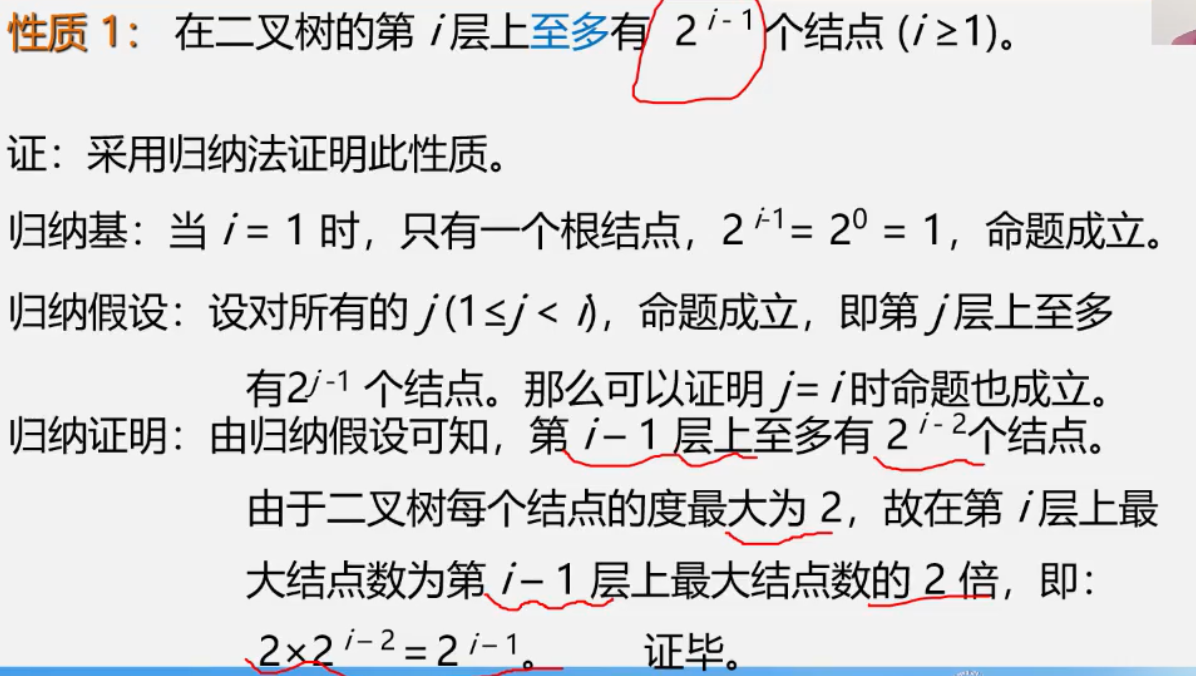 性质 1： 在二叉树的第 i 层上至多有 2^{i-1} 个结点 (i ≥1)。
证：采用归纳法证明此性质。
归纳基：当 i = 1 时，只有一个根结点，2^{i-1} = 2^0 = 1，命题成立。
归纳假设：设对所有的 j (1≤j < i)，命题成立，即第 j 层上至多
有2^{j-1} 个结点。那么可以证明 j= i 时命题也成立。
归纳证明：由归纳假设可知，第 i – 1 层上至多有 2^{i-2}个结点。
由于二叉树每个结点的度最大为 2，故在第 i 层上最
大结点数为第 i – 1 层上最大结点数的 2 倍，即：
2×2^{i–2} = 2^{i–1}。 证毕。